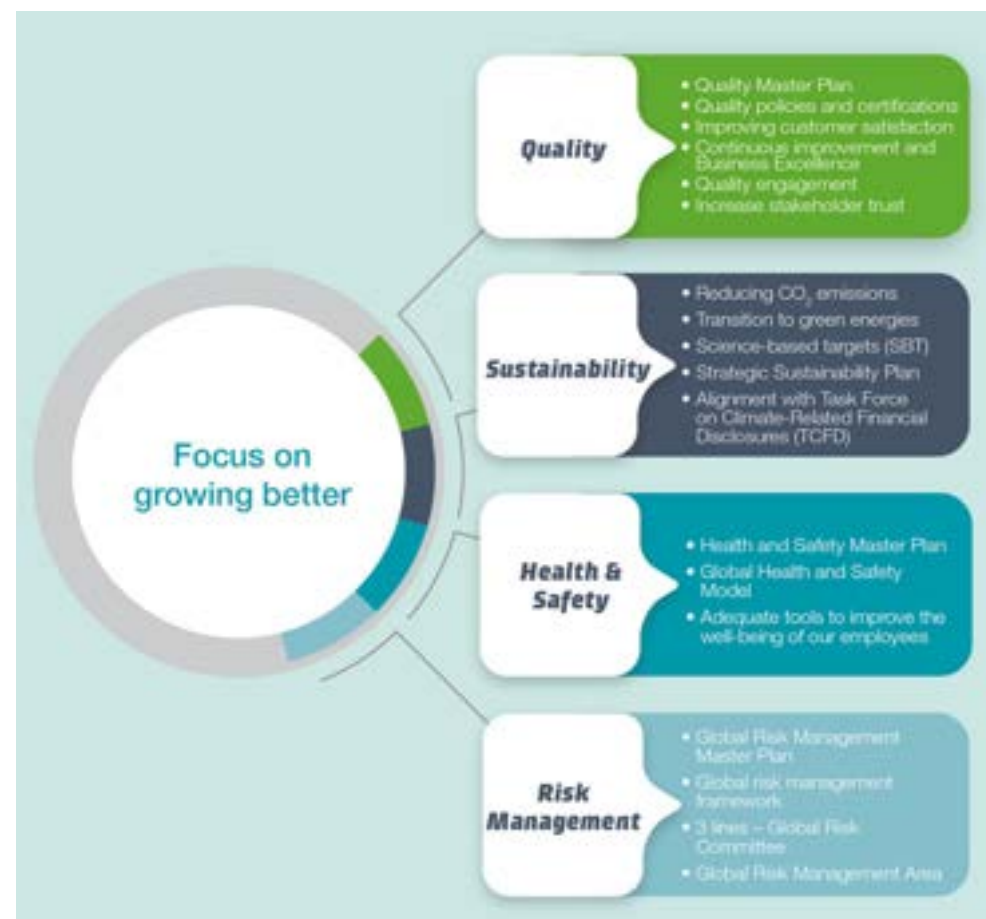 Focus on
growing better
Quality
• Quality Master Plan
• Quality policies and certifications
• Improving customer satisfaction
• Continuous improvement and
Business Excellence
• Quality engagement
• Increase stakeholder trust
Sustainability
• Reducing CO₂ emissions
• Transition to green energies
• Science-based targets (SBT)
• Strategic Sustainability Plan
• Alignment with Task Force
on Climate-Related Financial
Disclosures (TCFD)
Health &
Safety
• Health and Safety Master Plan
• Global Health and Safety
Model
• Adequate tools to improve the
well-being of our employees
Risk
Management
• Global Risk Management
Master Plan
• Global risk management
framework
• 3 lines – Global Risk
Committee
• Global Risk Management Area